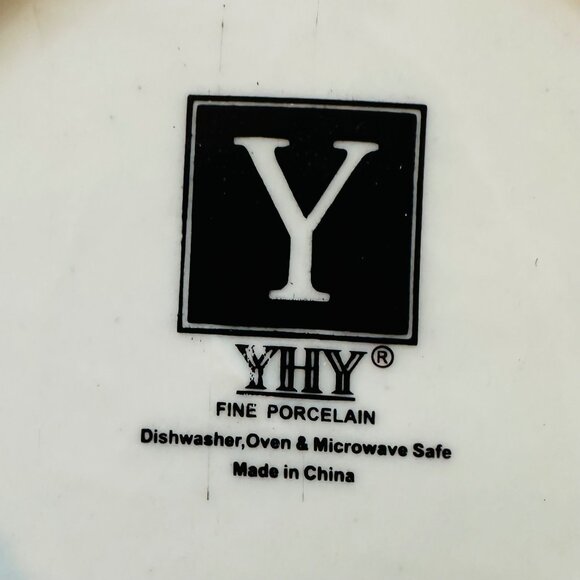 Y
YHY®
FINE PORCELAIN
Dishwasher,Oven & Microwave Safe
Made in China